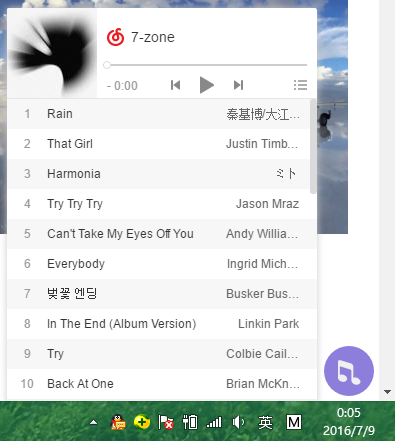 7-zone
- 0:00
1 Rain 秦基博/大江...
2 That Girl Justin Timb...
3 Harmonia ミト
4 Try Try Try Jason Mraz
5 Can't Take My Eyes Off You Andy Willia...
6 Everybody Ingrid Mich...
7 벚꽃 엔딩 Busker Bus...
8 In The End (Album Version) Linkin Park
9 Try Colbie Cail...
10 Back At One Brian McKn...
英 M 0:05
2016/7/9